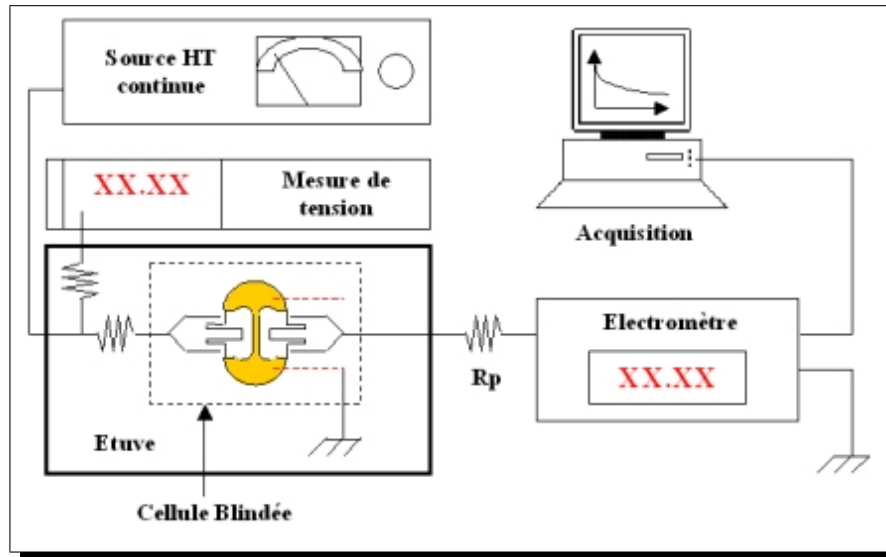 Source HT
continue
XX.XX
Mesure de
tension
Acquisition
Electromètre
XX.XX
Rp
Etuve
Cellule Blindée